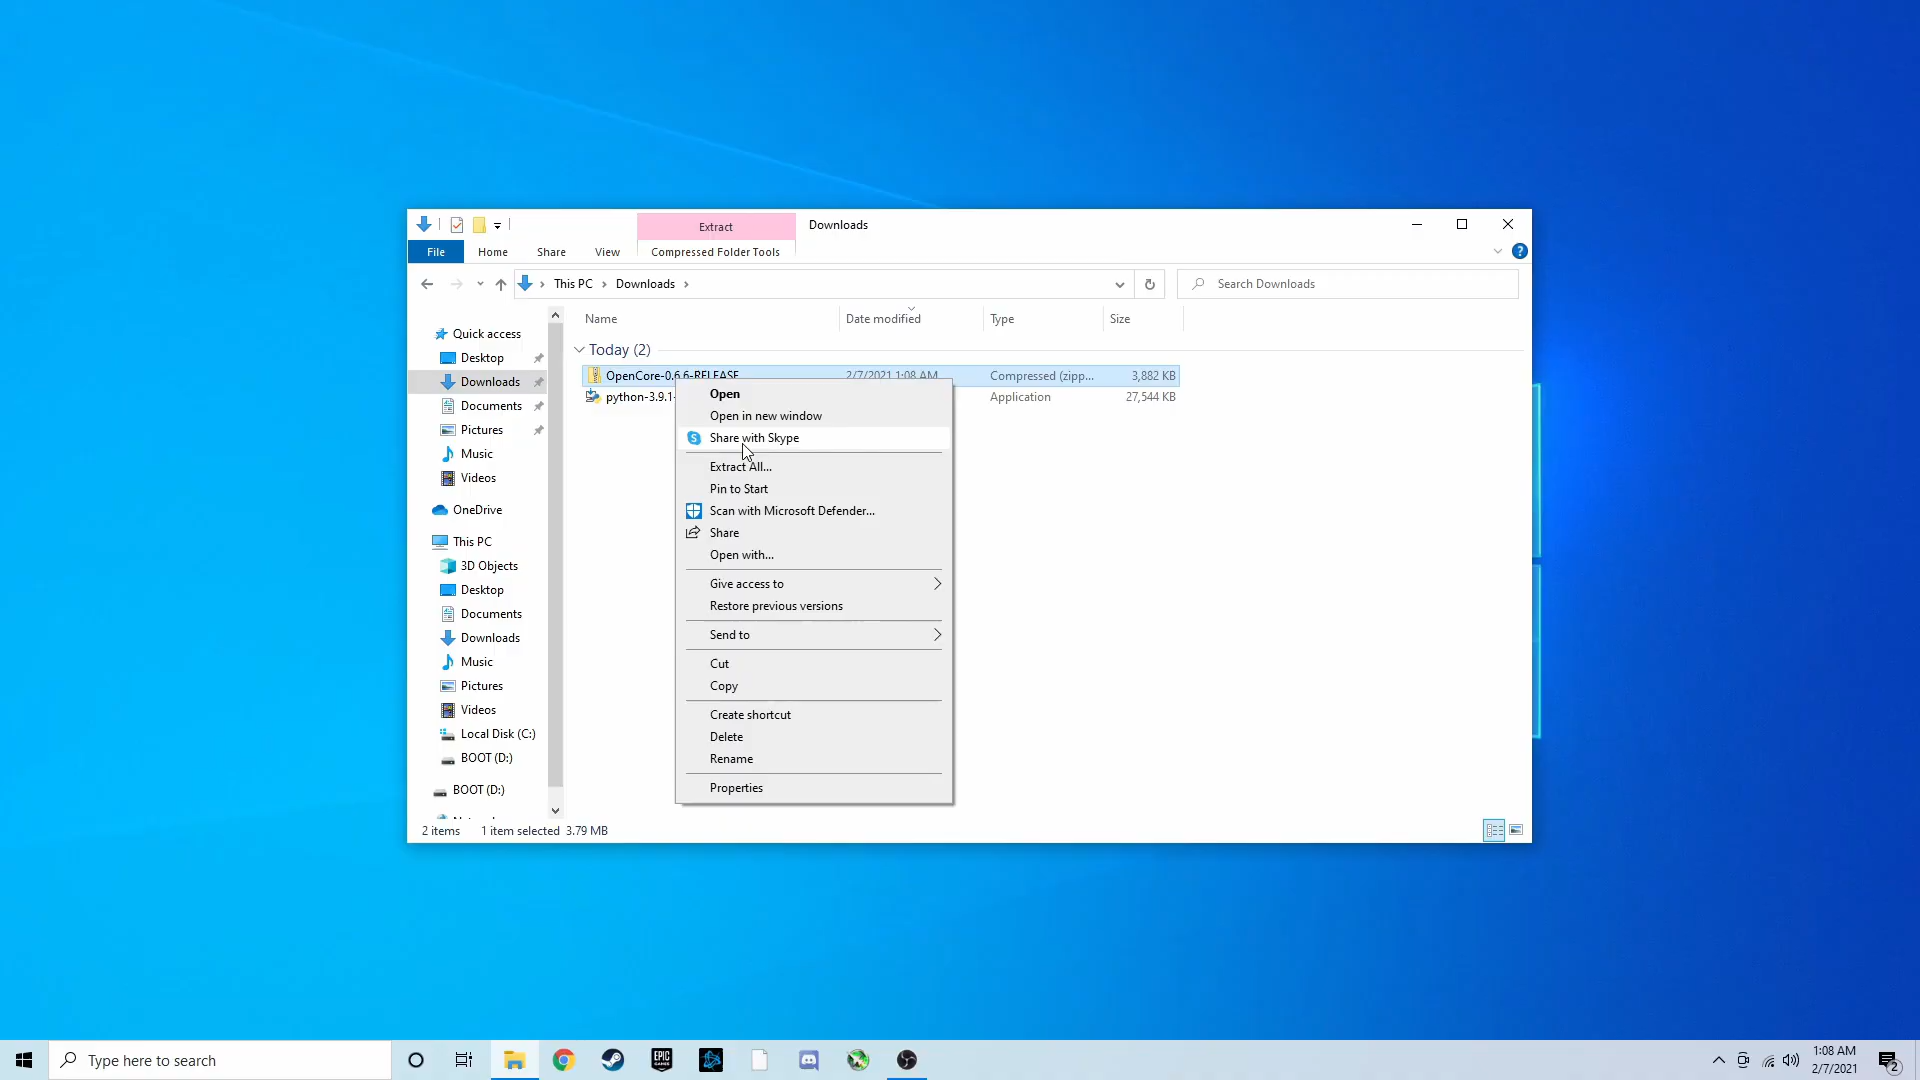 Extract
Downloads
File
Home
Share
View
Compressed Folder Tools
This PC
Downloads
Search Downloads
Name
Date modified
Type
Size
Today (2)
OpenCore-0.6.6-RELEASE
2/7/2021 1:08 AM
Compressed (zipp...
3,882 KB
python-3.9.1-
Application
27,544 KB
Quick access
Desktop
Downloads
Documents
Pictures
Music
Videos
OneDrive
This PC
3D Objects
Desktop
Documents
Downloads
Music
Pictures
Videos
Local Disk (C:)
BOOT (D:)
BOOT (D:)
Open
Open in new window
Share with Skype
Extract All...
Pin to Start
Scan with Microsoft Defender...
Share
Open with...
Give access to
Restore previous versions
Send to
Cut
Copy
Create shortcut
Delete
Rename
Properties
2 items
1 item selected 3.79 MB
Type here to search
EPIC
GAMES
1:08 AM
2/7/2021
2